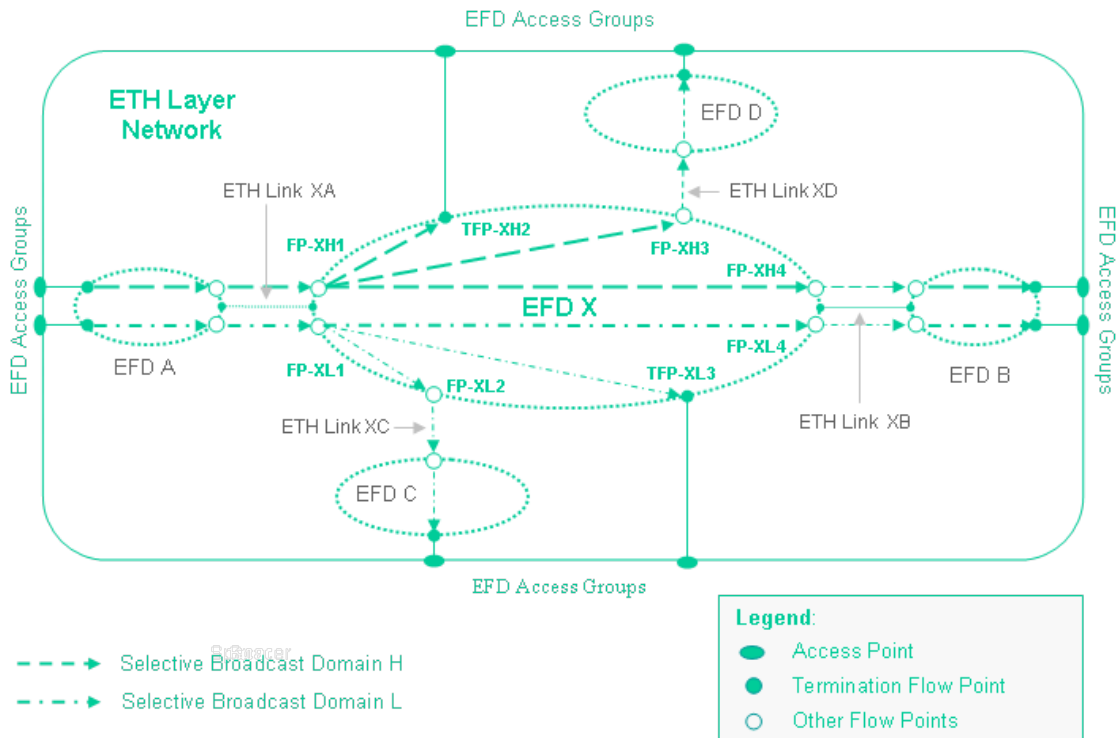 EFD Access Groups
ETH Layer
Network
EFD D
ETH Link XA
ETH Link XD
EFD Access Groups
EFD Access Groups
TFP-XH2
FP-XH1
FP-XH3
FP-XH4
EFD X
EFD A
FP-XL1
FP-XL2
TFP-XL3
FP-XL4
EFD B
ETH Link XC
ETH Link XB
EFD C
EFD Access Groups
Legend:
Access Point
Termination Flow Point
Other Flow Points
Selective Broadcast Domain H
Selective Broadcast Domain L